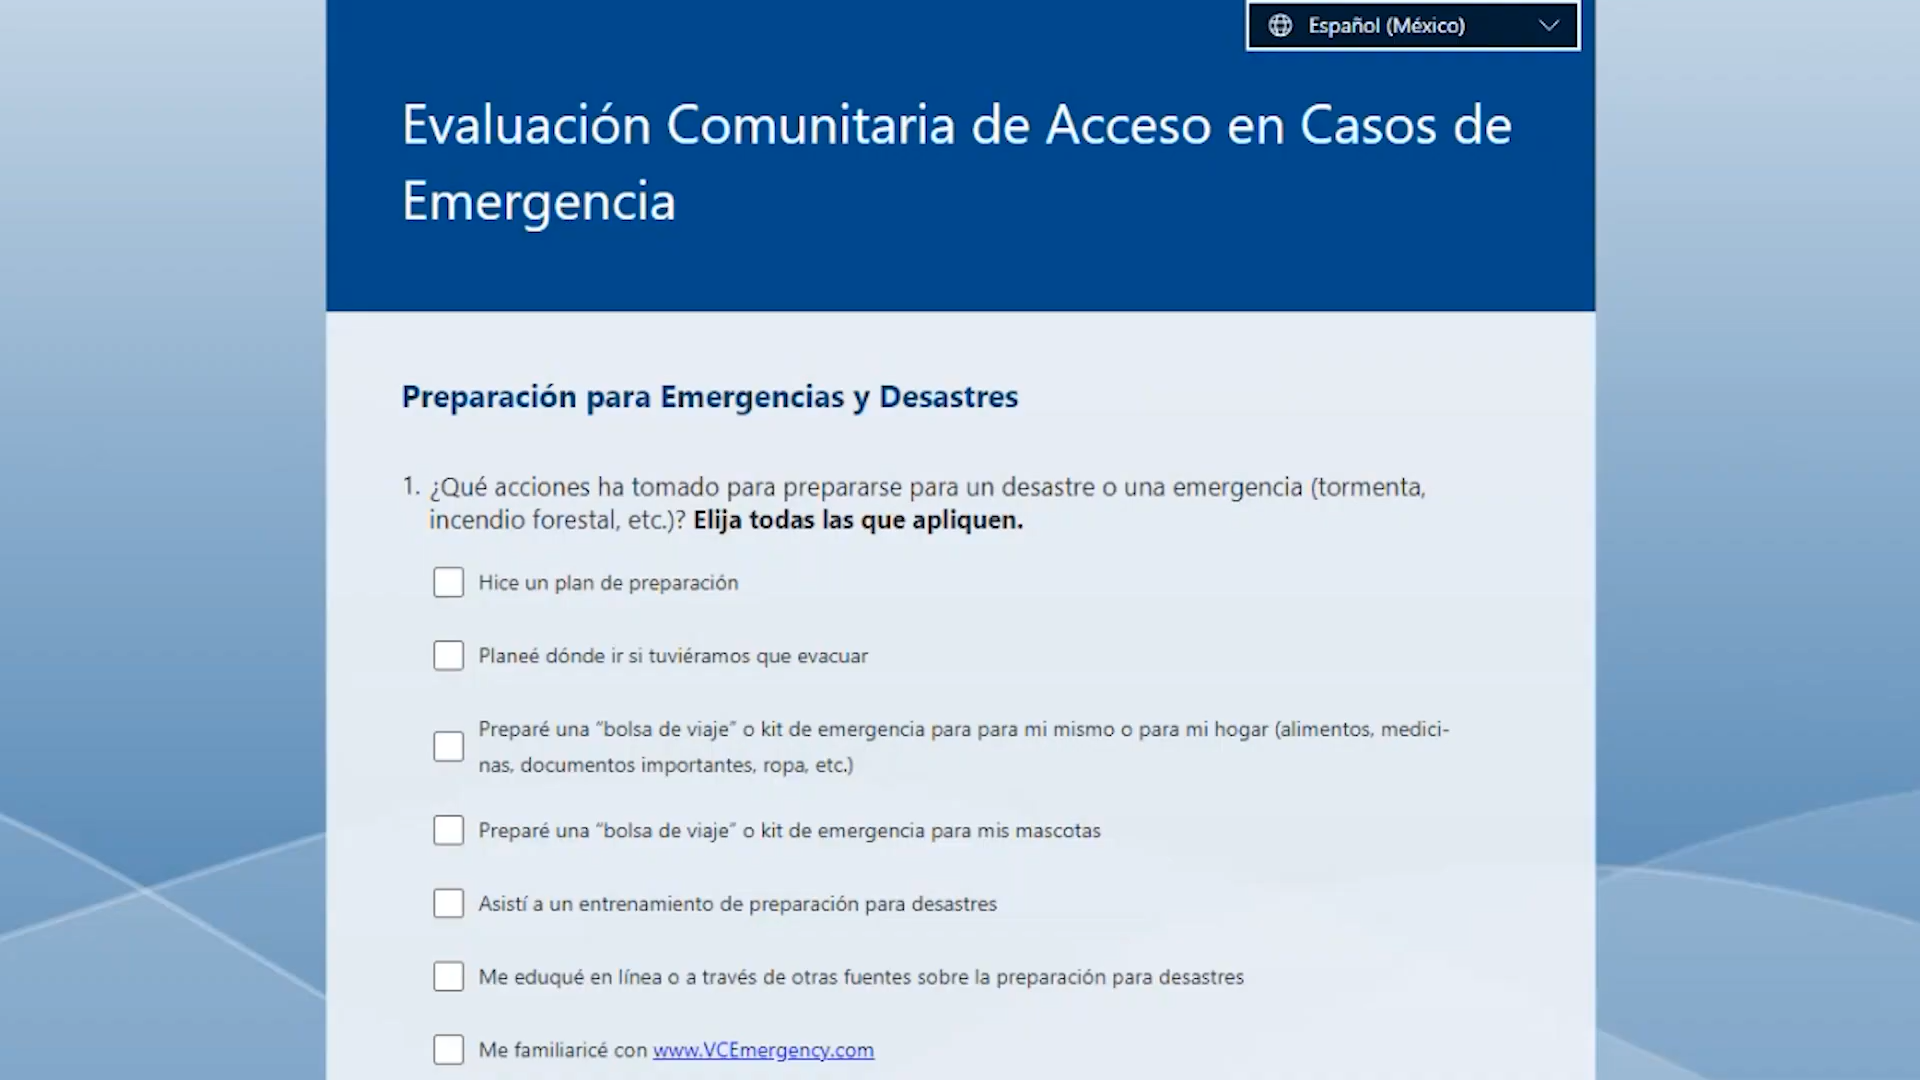 Español (México)
Evaluación Comunitaria de Acceso en Casos de
Emergencia
Preparación para Emergencias y Desastres
1. ¿Qué acciones ha tomado para prepararse para un desastre o una emergencia (tormenta,
incendio forestal, etc.)? Elija todas las que apliquen.
Hice un plan de preparación
Planeé dónde ir si tuviéramos que evacuar
Preparé una “bolsa de viaje” o kit de emergencia para para mi mismo o para mi hogar (alimentos, medici-
nas, documentos importantes, ropa, etc.)
Preparé una “bolsa de viaje” o kit de emergencia para mis mascotas
Asistí a un entrenamiento de preparación para desastres
Me eduqué en línea o a través de otras fuentes sobre la preparación para desastres
Me familiaricé con www.VCEmergency.com